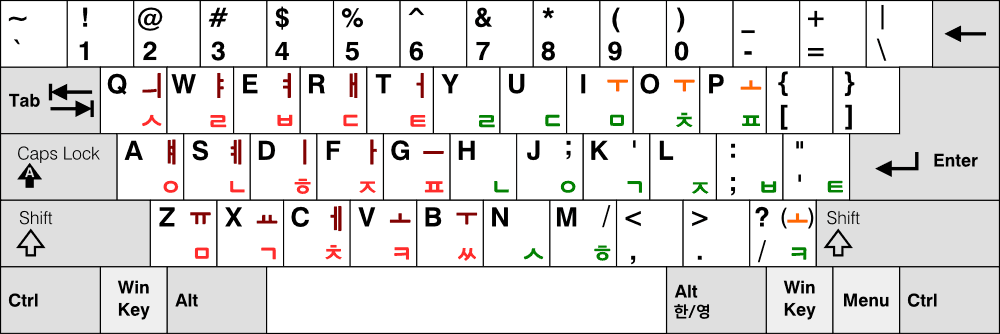 ~ ! @ # $ % ^ & * ( ) _ + |
` 1 2 3 4 5 6 7 8 9 0 - = \
Tab Q ㅢ W ㅑ E ㅕ R ㅐ T ㅓ Y U I ㅜ O ㅜ P ㅗ { }
ㅅ ㄹ ㅂ ㄷ ㅌ ㄹ ㄷ ㅁ ㅊ ㅍ [ ]
Caps Lock A ㅒ S ㅖ D ㅣ F ㅏ G ㅡ H J ; K ' L : " Enter
A ㅇ ㄴ ㅎ ㅈ ㅍ ㄴ ㅇ ㄱ ㅈ ; ㅂ ' ㅌ
Shift Z ㅠ X ㅛ C ㅔ V ㅗ B ㅜ N M / < > ? (ㅗ) Shift
ㅁ ㄱ ㅊ ㅋ ㅆ ㅅ ㅎ , . / ㅋ
Ctrl Win Alt Alt Win Menu Ctrl
Key 한/영 Key